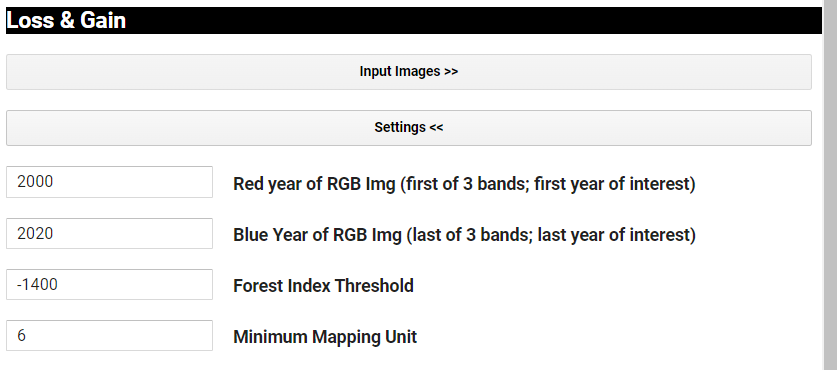 Loss & Gain
Input Images >>
Settings <<
2000 Red year of RGB Img (first of 3 bands; first year of interest)
2020 Blue Year of RGB Img (last of 3 bands; last year of interest)
-1400 Forest Index Threshold
6 Minimum Mapping Unit